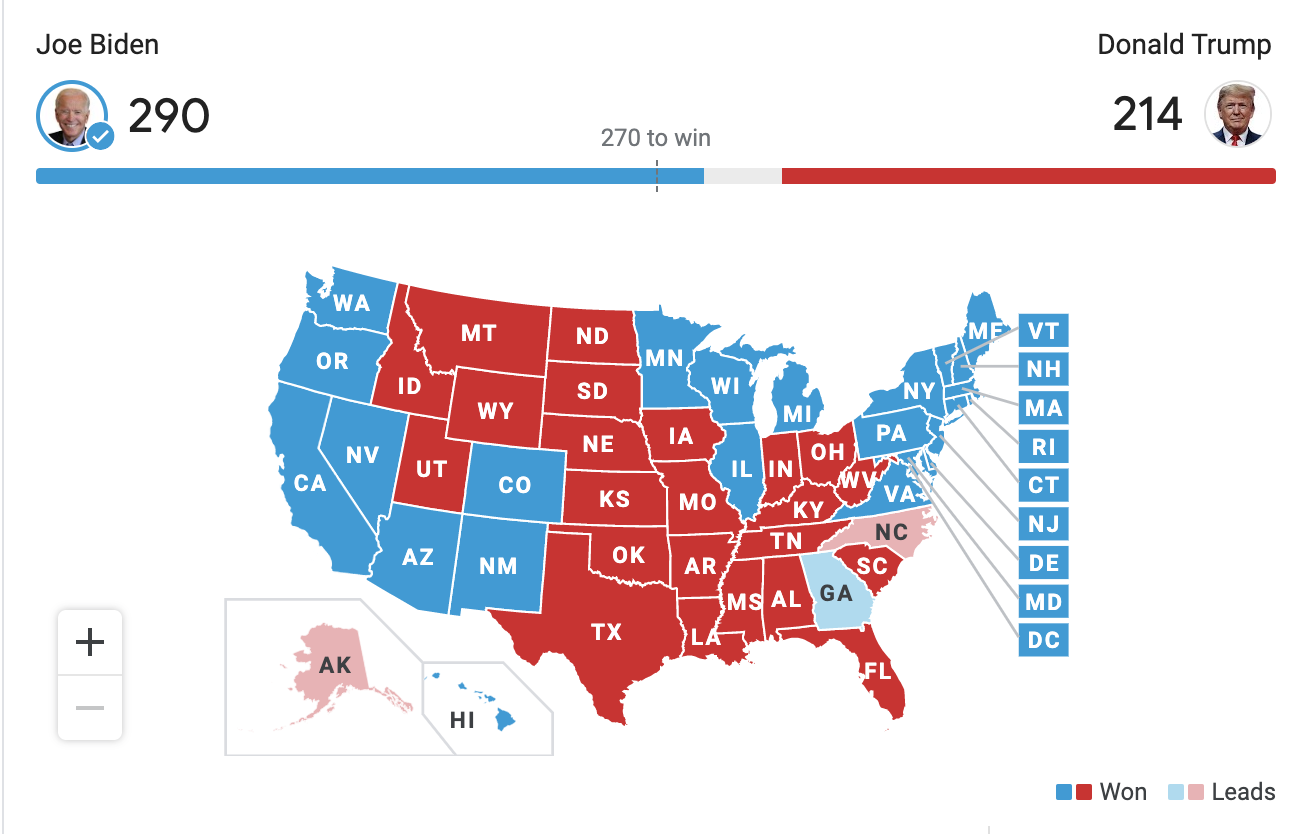 Joe Biden
Donald Trump
290
214
270 to win
WA
ME
VT
MT
ND
OR
MN
NH
ID
SD
WI
NY
MA
WY
MI
PA
RI
NV
NE
IA
OH
UT
IL
IN
CA
CO
WV
CT
KS
MO
VA
KY
NJ
NC
TN
AZ
NM
OK
AR
SC
DE
GA
MS
AL
MD
TX
LA
DC
AK
FL
HI
+
−
Won
Leads